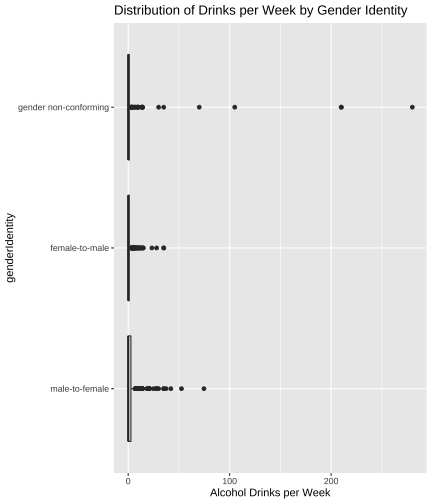 Distribution of Drinks per Week by Gender Identity
genderIdentity
gender non-conforming
female-to-male
male-to-female
0 100 200
Alcohol Drinks per Week